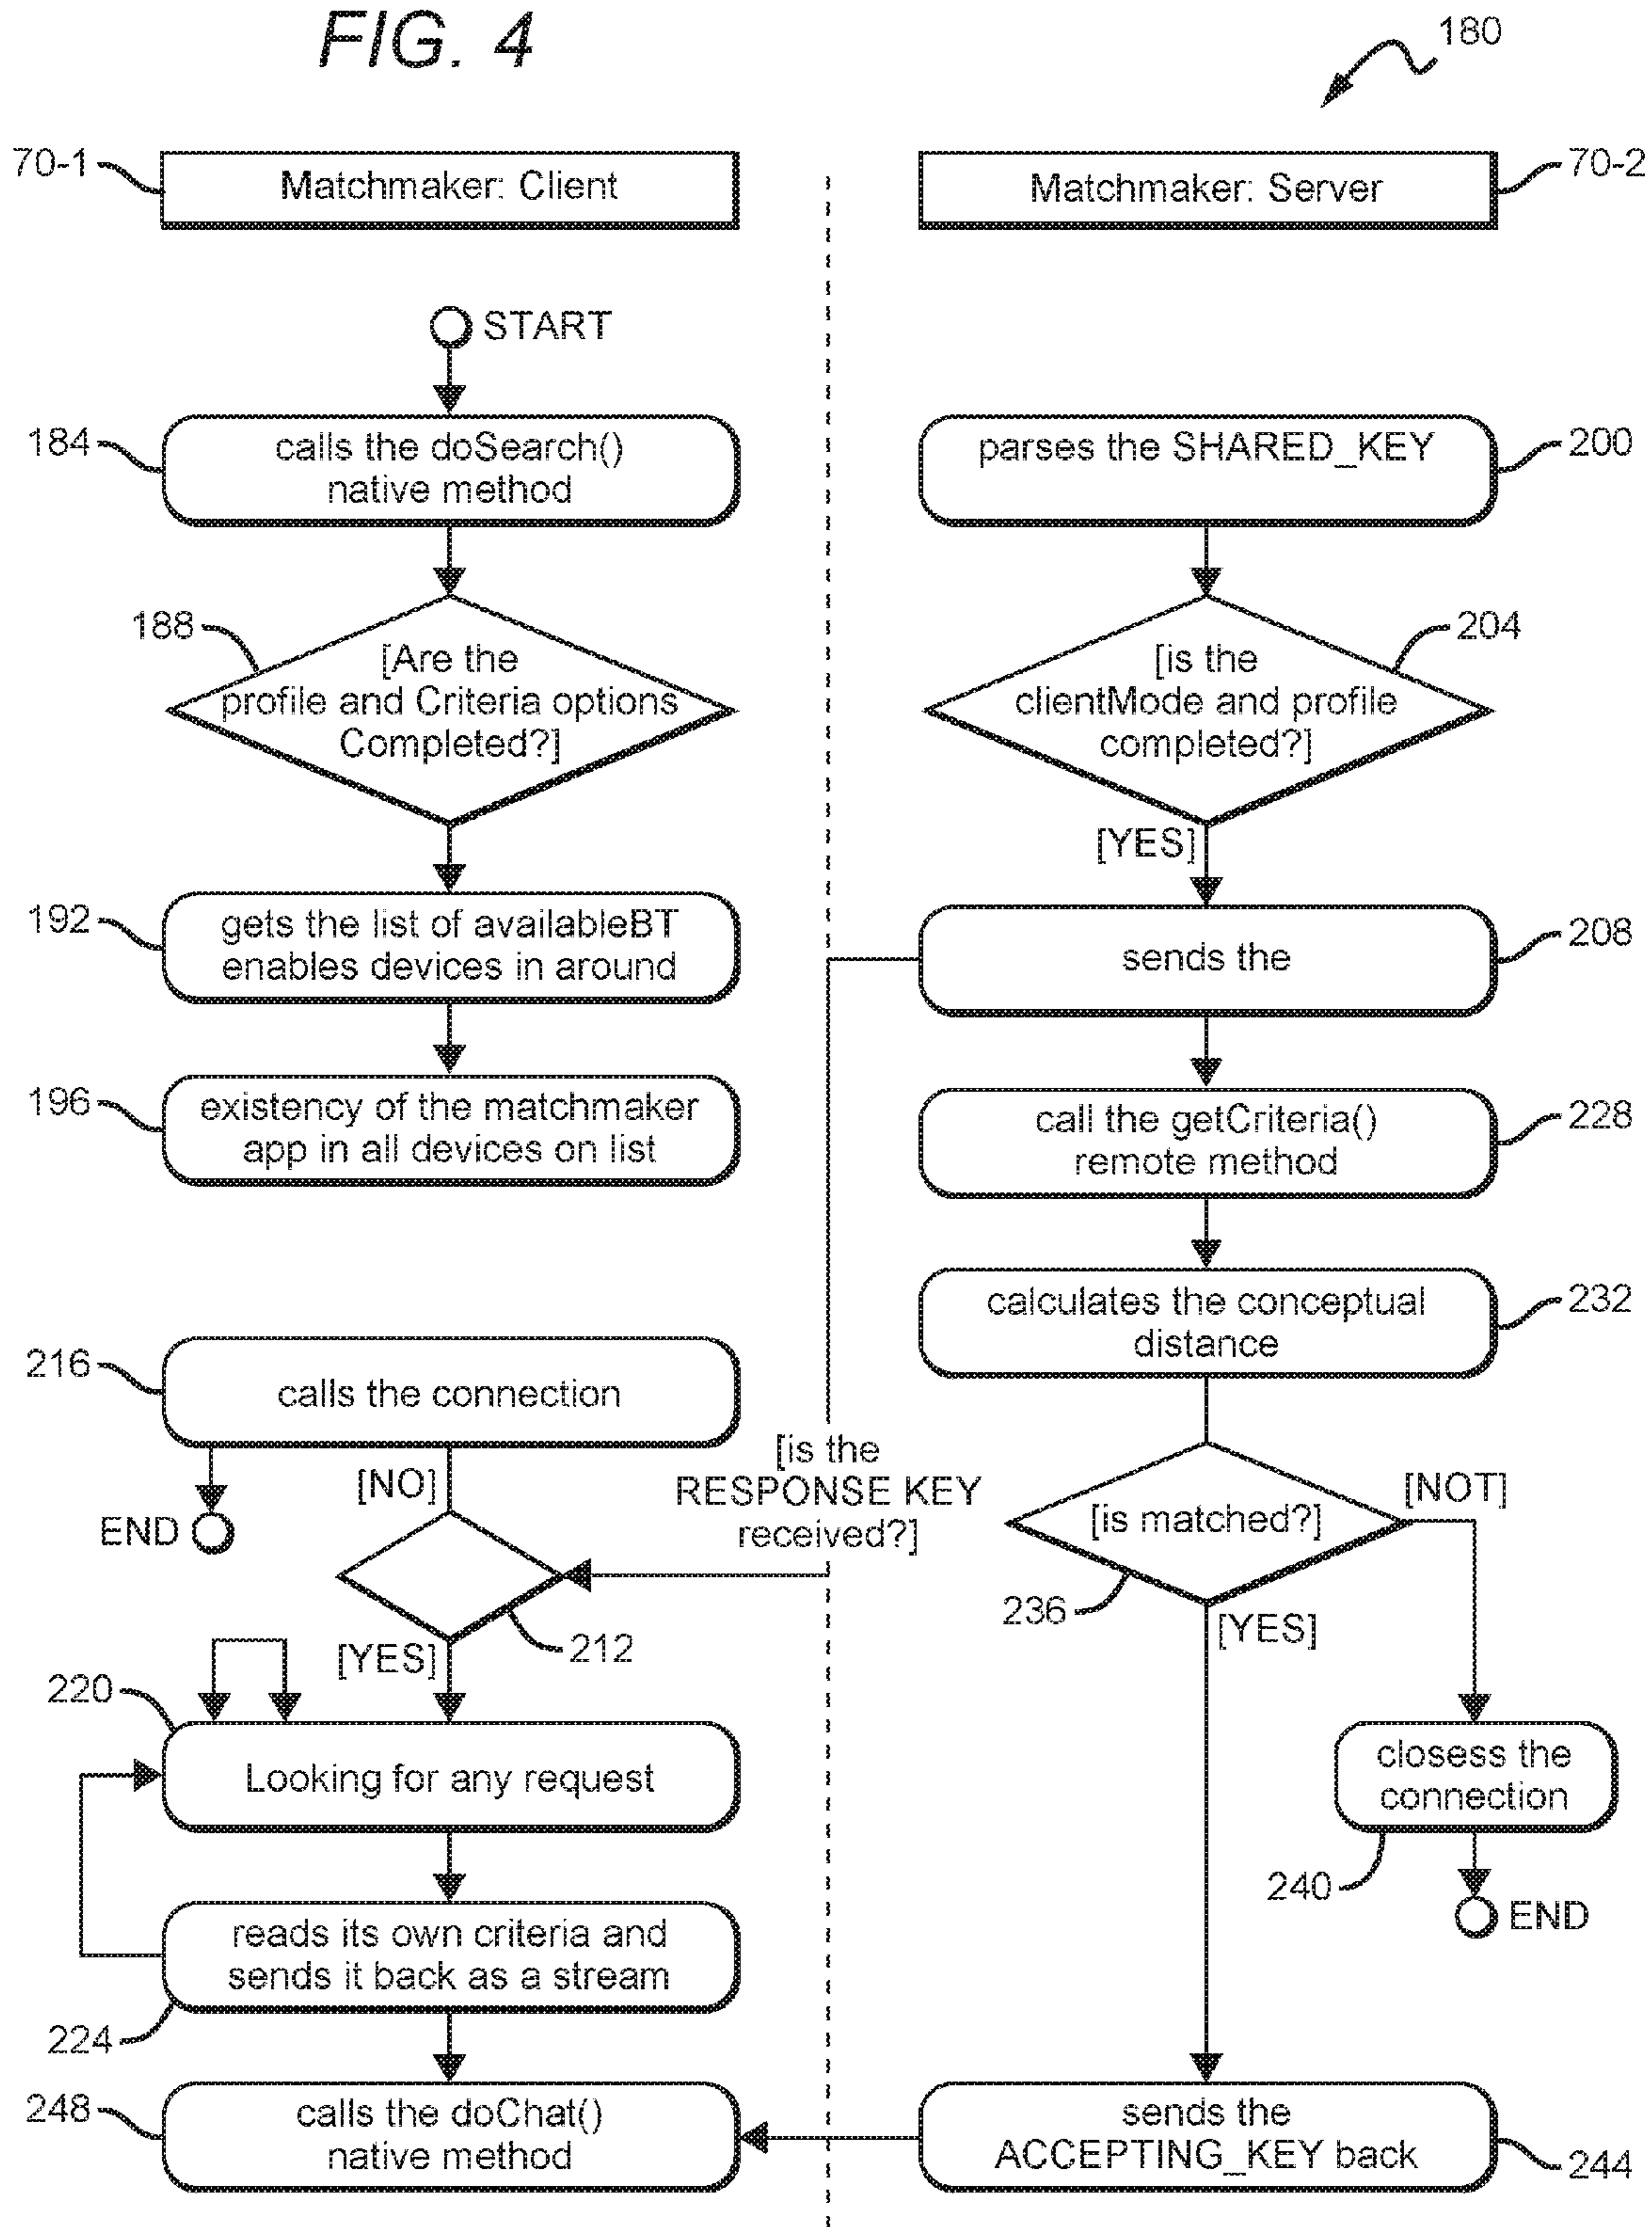 FIG. 4
180
70-1
Matchmaker: Client
Matchmaker: Server
70-2
START
184
calls the doSearch()
native method
parses the SHARED_KEY
200
188
[Are the
profile and Criteria options
Completed?]
[is the
clientMode and profile
completed?]
204
[YES]
192
gets the list of availableBT
enables devices in around
sends the
208
196
existency of the matchmaker
app in all devices on list
call the getCriteria()
remote method
228
calculates the conceptual
distance
232
216
calls the connection
[NO]
END
[is the
RESPONSE KEY
received?]
[is matched?]
[NOT]
236
[YES]
212
[YES]
220
Looking for any request
closess the
connection
240
END
reads its own criteria and
sends it back as a stream
224
248
calls the doChat()
native method
sends the
ACCEPTING_KEY back
244